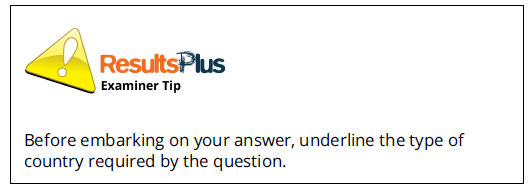 ResultsPlus
Examiner Tip
Before embarking on your answer, underline the type of
country required by the question.